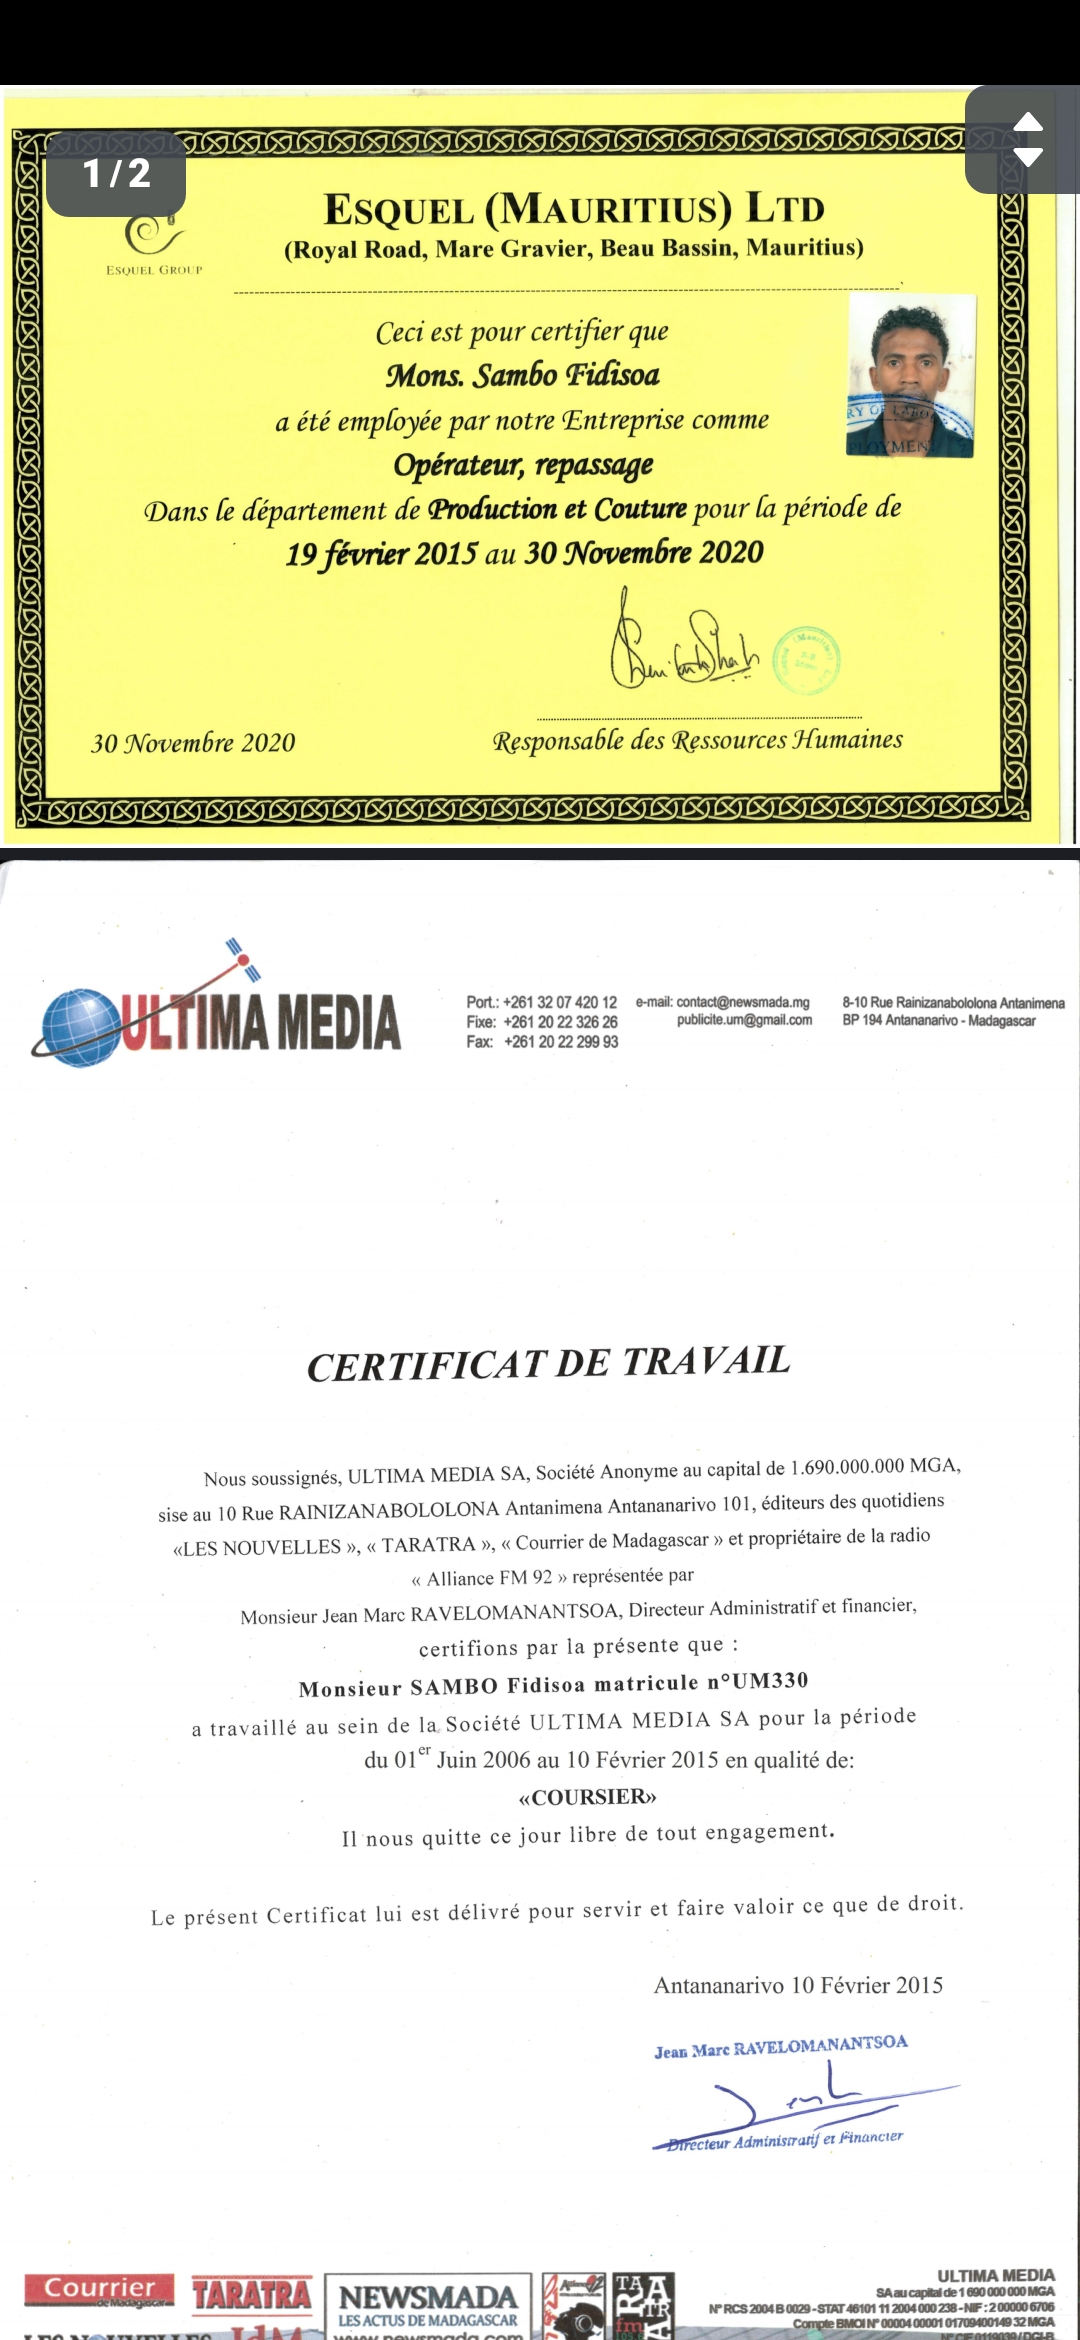 1/2
ESQUEL (MAURITIUS) LTD
(Royal Road, Mare Gravier, Beau Bassin, Mauritius)
ESQUEL GROUP
Ceci est pour certifier que
Mons. Sambo Fidisoa
a été employée par notre Entreprise comme
Opérateur, repassage
Dans le département de Production et Couture pour la période de
19 février 2015 au 30 Novembre 2020
30 Novembre 2020
Responsable des Ressources Humaines
ULTIMA MEDIA
Port.: +261 32 07 420 12 e-mail: contact@newsmada.mg 8-10 Rue Rainizanabololona Antanimena
Fixe: +261 20 22 326 26 publicite.um@gmail.com BP 194 Antananarivo - Madagascar
Fax: +261 20 22 299 93
CERTIFICAT DE TRAVAIL
Nous soussignés, ULTIMA MEDIA SA, Société Anonyme au capital de 1.690.000.000 MGA,
sise au 10 Rue RAINIZANABOLOLONA Antanimena Antananarivo 101, éditeurs des quotidiens
«LES NOUVELLES », « TARATRA », « Courrier de Madagascar » et propriétaire de la radio
« Alliance FM 92 » représentée par
Monsieur Jean Marc RAVELOMANANTSOA, Directeur Administratif et financier,
certifions par la présente que :
Monsieur SAMBO Fidisoa matricule n°UM330
a travaillé au sein de la Société ULTIMA MEDIA SA pour la période
du 01er Juin 2006 au 10 Février 2015 en qualité de:
«COURSIER»
Il nous quitte ce jour libre de tout engagement.
Le présent Certificat lui est délivré pour servir et faire valoir ce que de droit.
Antananarivo 10 Février 2015
Jean Marc RAVELOMANANTSOA
Directeur Administratif et Financier
Courrier
de Madagascar
TARATRA
NEWSMADA
LES ACTUS DE MADAGASCAR
www.newsmada.com
LES NOUVELLES
JdM
TARATRA
fm
ULTIMA MEDIA
SA au capital de 1 690 000 000 MGA
N° RCS 2004 B 0029 - STAT 46101 11 2004 000 238 - NIF : 2 00000 6706
Compte BMOI N° 00004 00001 01709400149 32 MGA